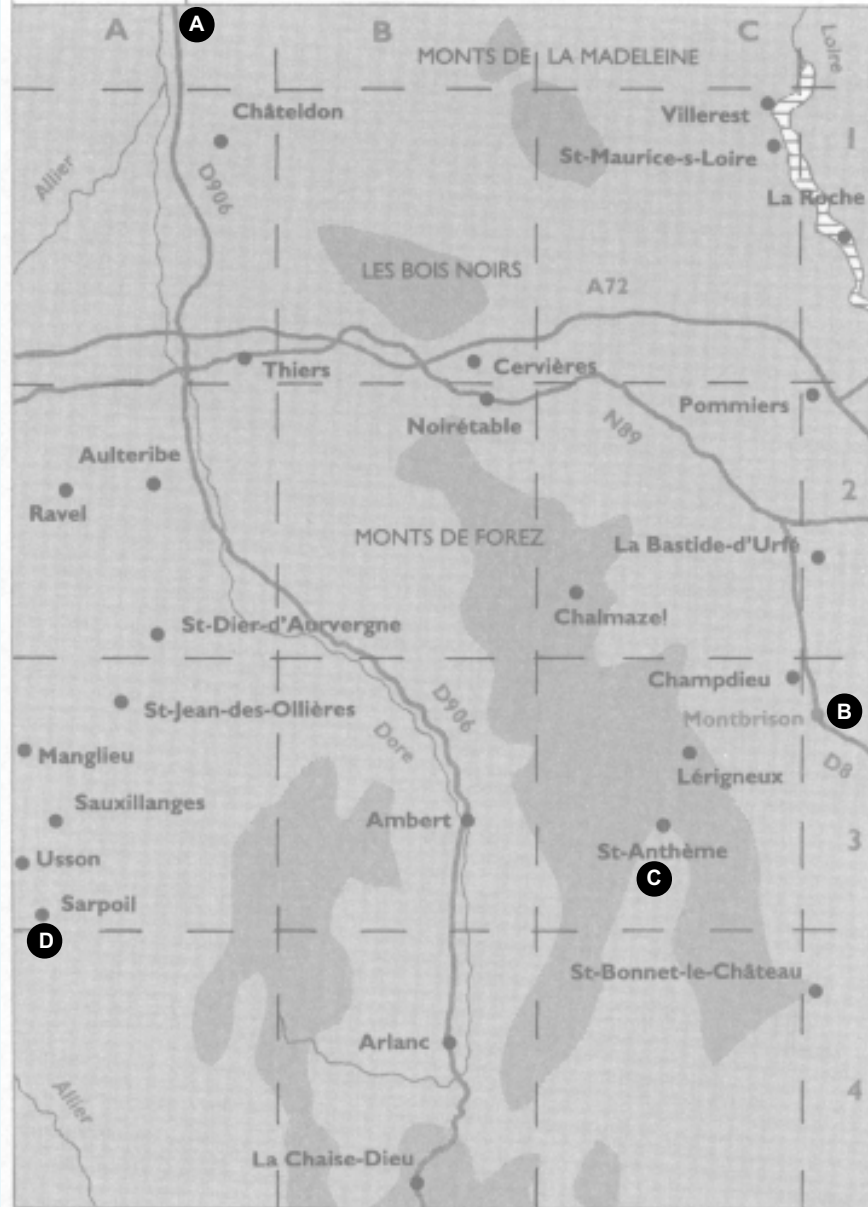 A
A
B
C
MONTS DE LA MADELEINE
Loire
Châteldon
Villerest
1
St-Maurice-s-Loire
Allier
D906
La Roche
LES BOIS NOIRS
A72
Thiers
Cervières
Pommiers
Noirétable
N89
Aulteribe
2
Ravel
MONTS DE FOREZ
La Bastide-d'Urfé
Chalmazel
St-Dier-d'Aurvergne
Champdieu
St-Jean-des-Ollières
D906
Montbrison
B
Dore
Manglieu
Lérigneux
D8
Sauxillanges
Ambert
3
St-Anthème
Usson
C
Sarpoil
D
St-Bonnet-le-Château
Arlanc
Allier
4
La Chaise-Dieu